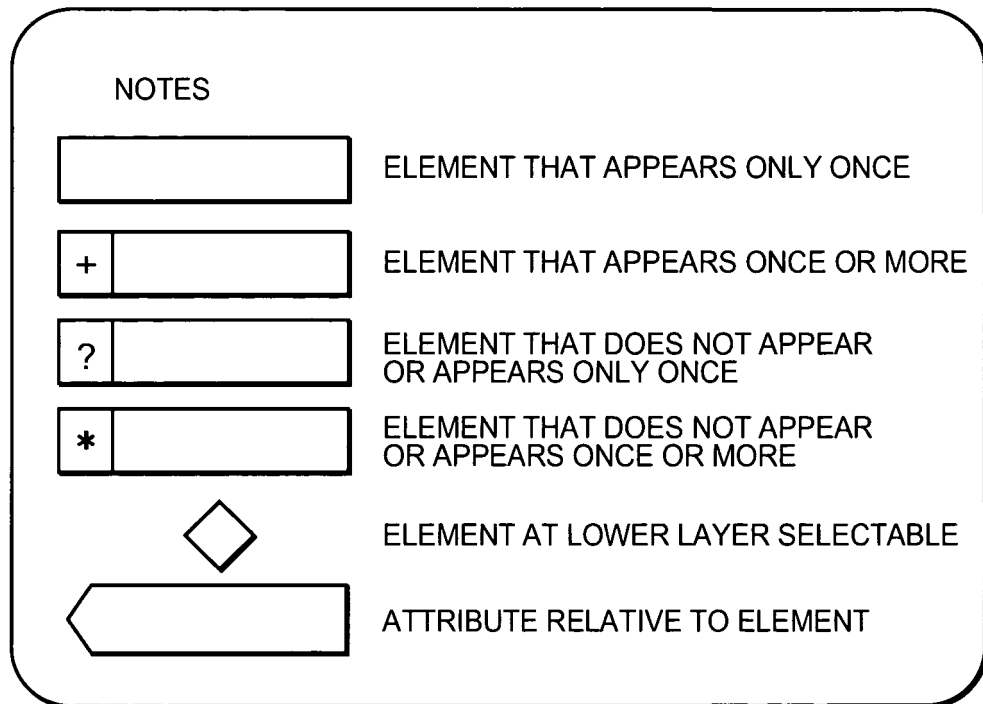 NOTES
ELEMENT THAT APPEARS ONLY ONCE
+ ELEMENT THAT APPEARS ONCE OR MORE
? ELEMENT THAT DOES NOT APPEAR
OR APPEARS ONLY ONCE
* ELEMENT THAT DOES NOT APPEAR
OR APPEARS ONCE OR MORE
ELEMENT AT LOWER LAYER SELECTABLE
ATTRIBUTE RELATIVE TO ELEMENT